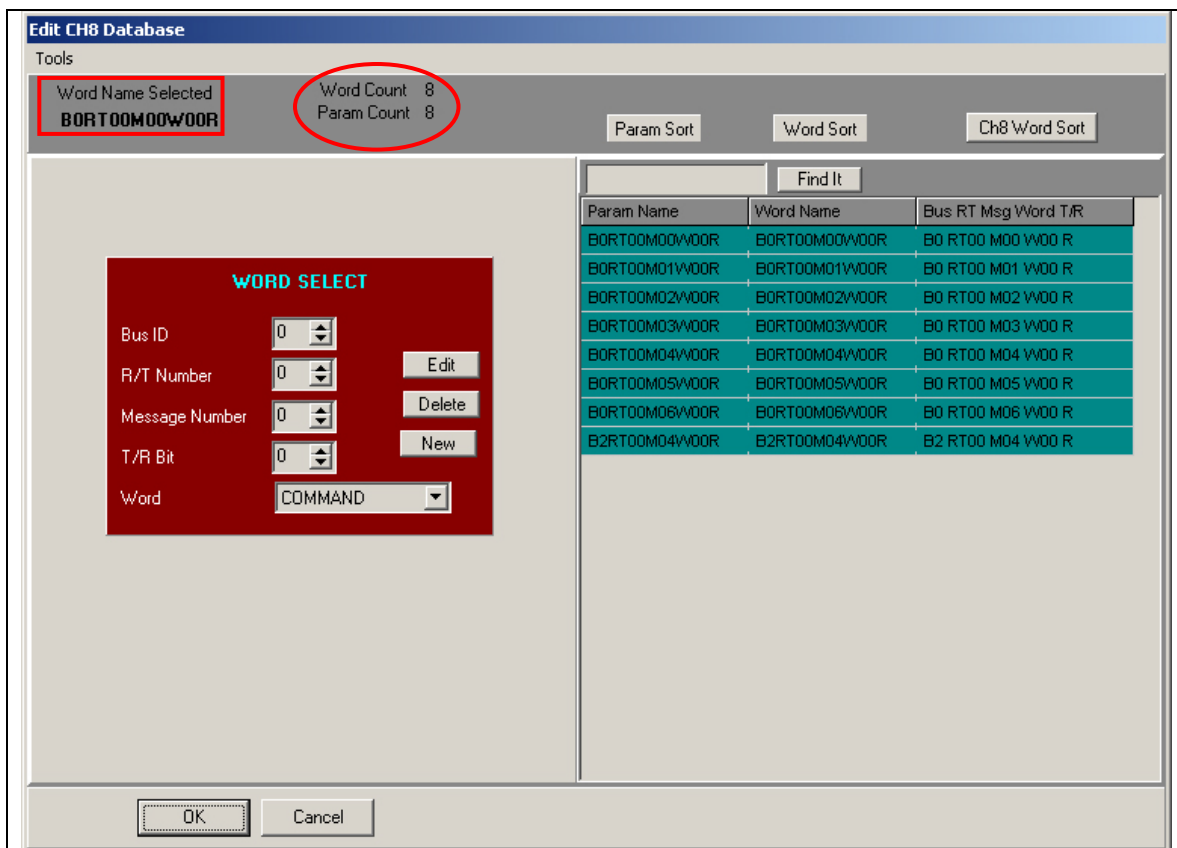 Edit CH8 Database
Tools
Word Name Selected
B0RT00M00W00R
Word Count 8
Param Count 8
Param Sort
Word Sort
Ch8 Word Sort
Find It
Param Name Word Name Bus RT Msg Word T/R
B0RT00M00W00R B0RT00M00W00R B0 RT00 M00 W00 R
B0RT00M01W00R B0RT00M01W00R B0 RT00 M01 W00 R
B0RT00M02W00R B0RT00M02W00R B0 RT00 M02 W00 R
B0RT00M03W00R B0RT00M03W00R B0 RT00 M03 W00 R
B0RT00M04W00R B0RT00M04W00R B0 RT00 M04 W00 R
B0RT00M05W00R B0RT00M05W00R B0 RT00 M05 W00 R
B0RT00M06W00R B0RT00M06W00R B0 RT00 M06 W00 R
B2RT00M04W00R B2RT00M04W00R B2 RT00 M04 W00 R
WORD SELECT
Bus ID 0
R/T Number 0
Message Number 0
T/R Bit 0
Word COMMAND
Edit
Delete
New
OK
Cancel